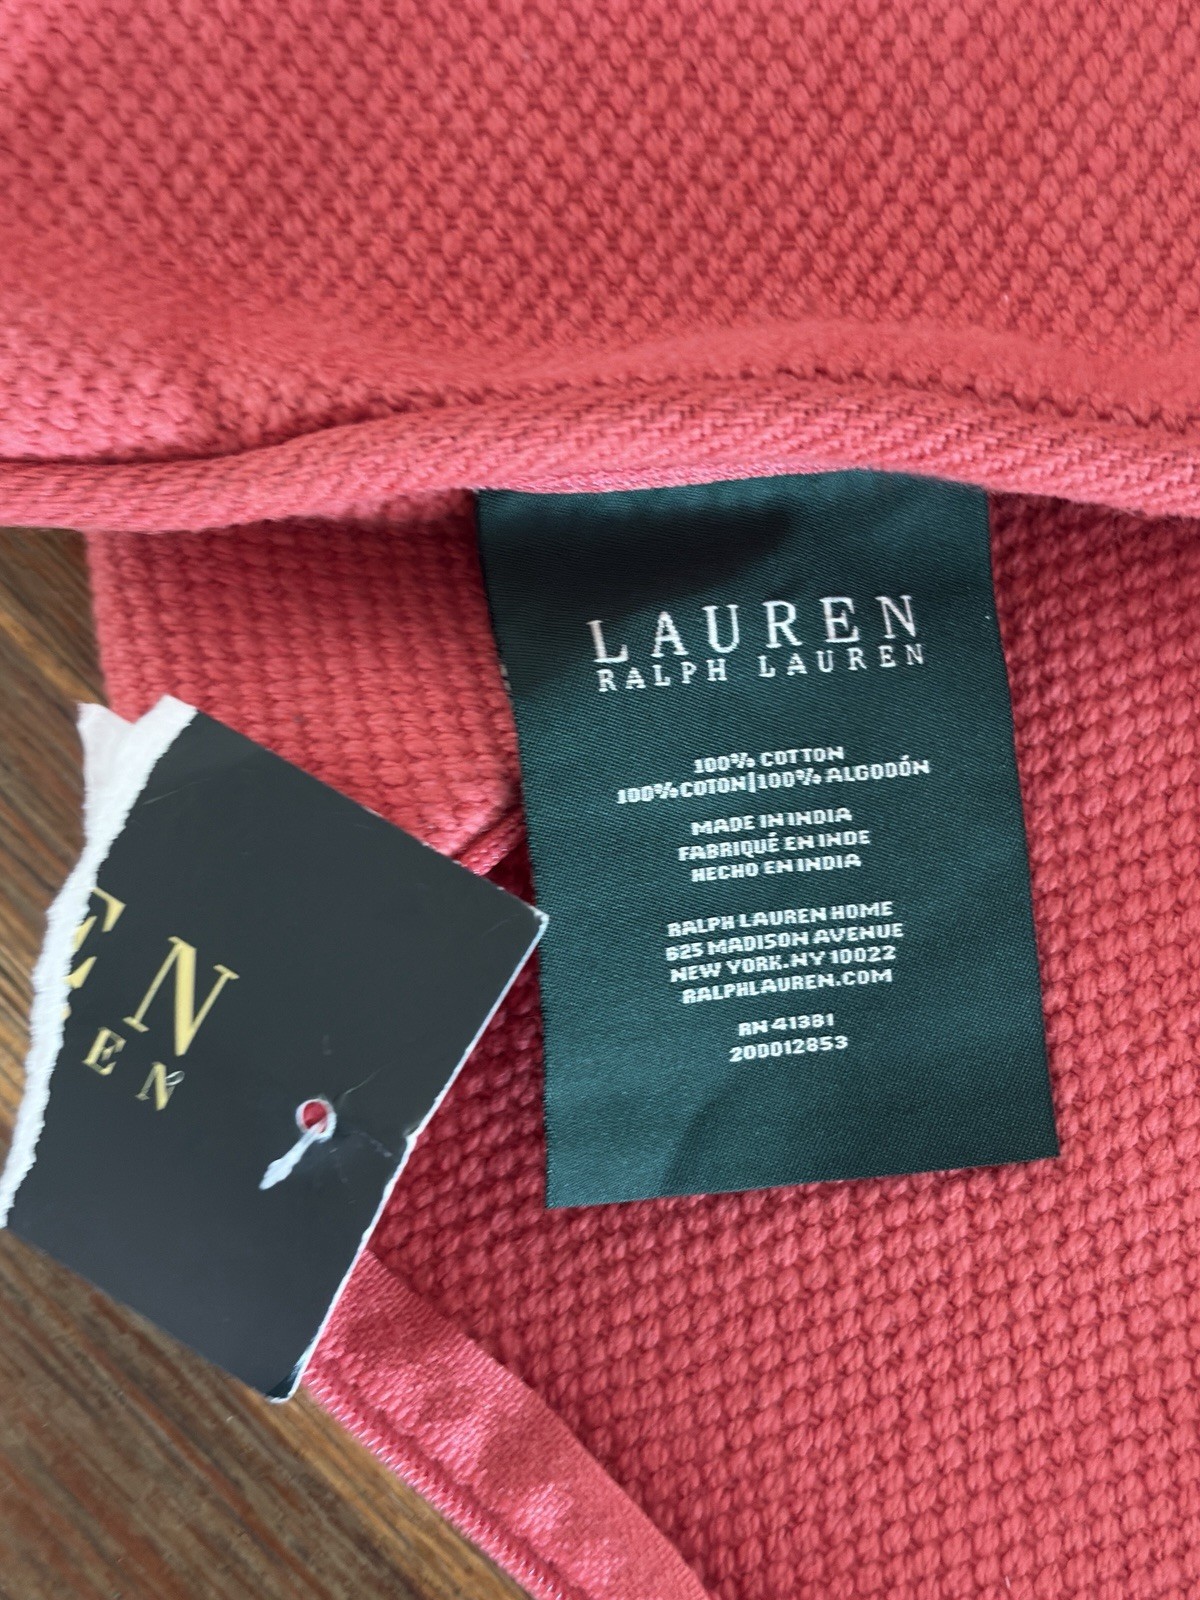 LAUREN
RALPH LAUREN
100% COTTON
100% COTON|100% ALGODÓN
MADE IN INDIA
FABRIQUÉ EN INDE
HECHO EN INDIA
RALPH LAUREN HOME
625 MADISON AVENUE
NEW YORK.NY 10022
RALPHLAUREN.COM
RN 41381
200012853
EN
EN